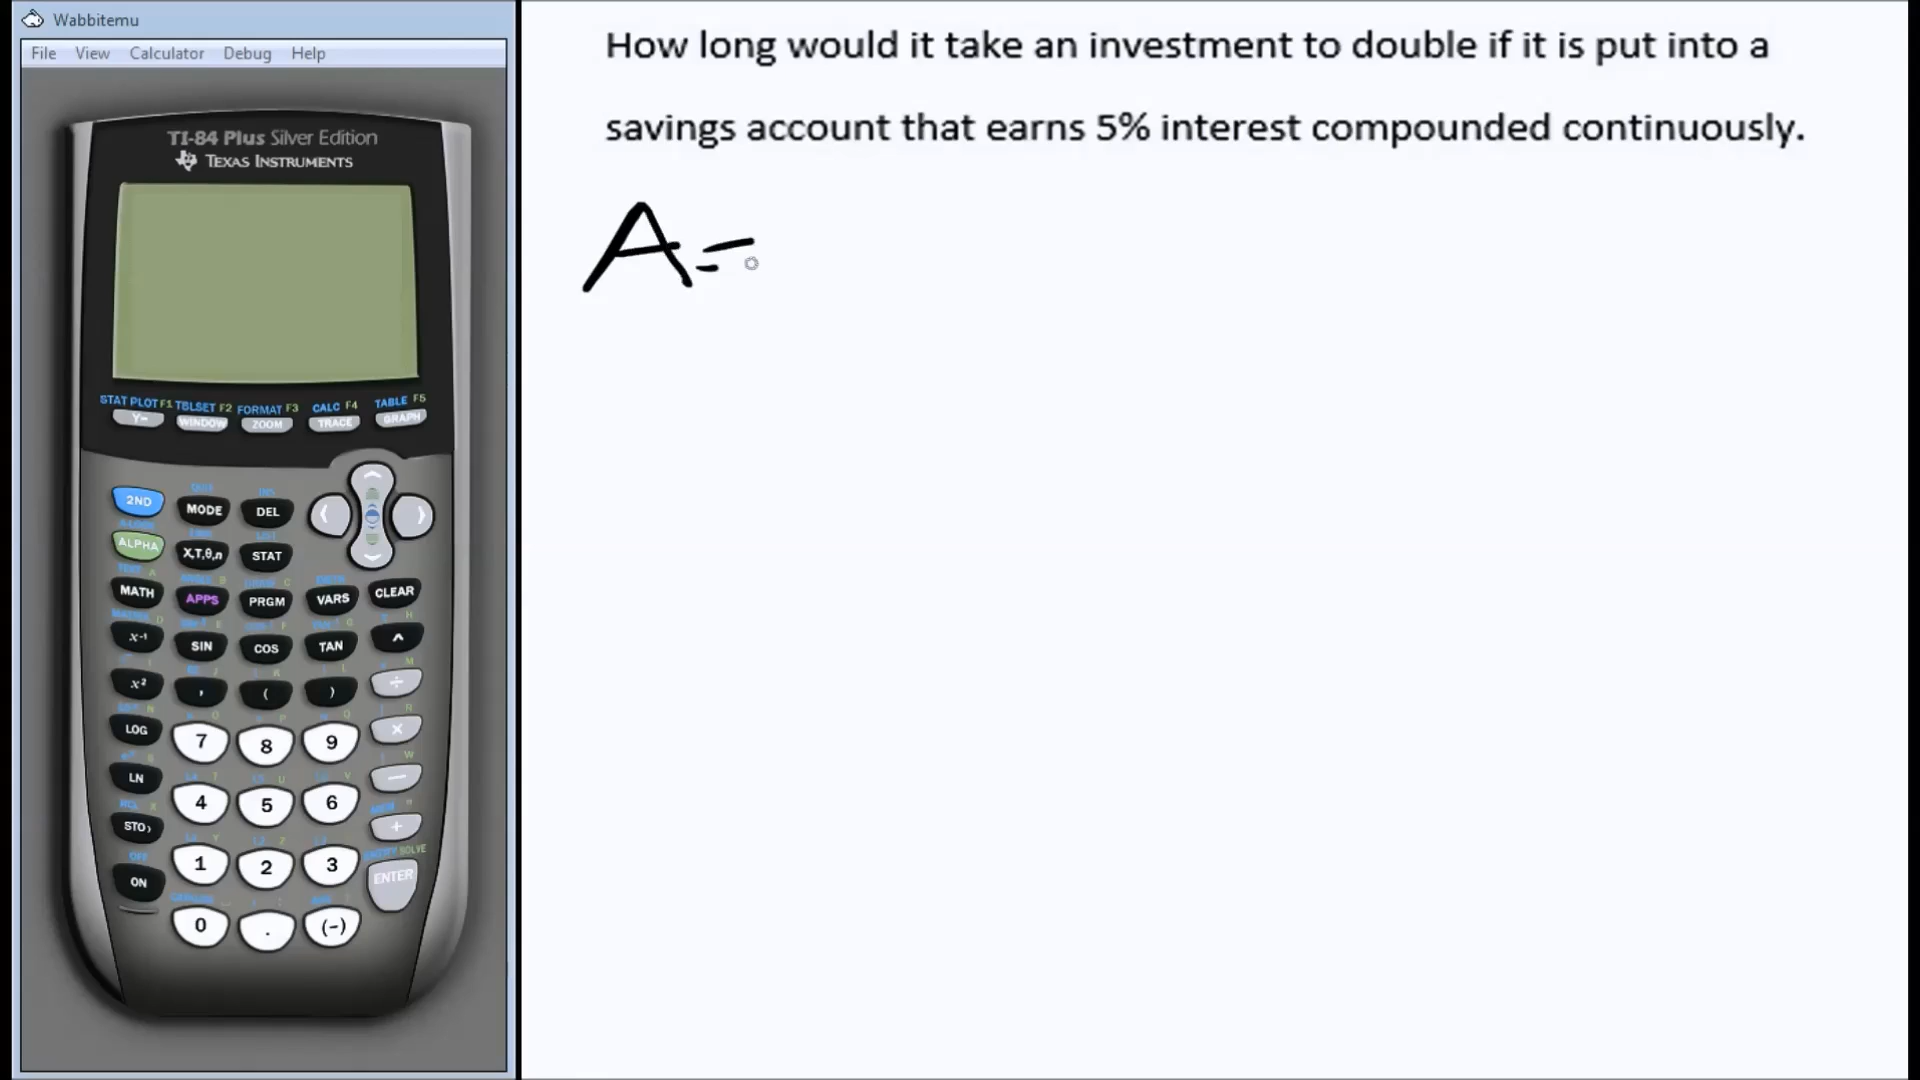 Wabbitemu
File View Calculator Debug Help
How long would it take an investment to double if it is put into a
savings account that earns 5% interest compounded continuously.
A=
TI-84 Plus Silver Edition
TEXAS INSTRUMENTS
STAT PLOT F1 TBLSET F2 FORMAT F3 CALC F4 TABLE F5
Y= WINDOW ZOOM TRACE GRAPH
2ND MODE DEL
ALPHA X,T,θ,n STAT
MATH APPS PRGM VARS CLEAR
x-1 SIN COS TAN ^
x² , ( ) ÷
LOG 7 8 9 ×
LN 4 5 6 −
STO› 1 2 3 +
ON 0 . (−) ENTER